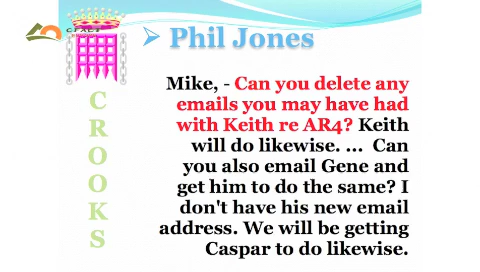 CFACT
➢ Phil Jones
CROOKS
Mike, - Can you delete any
emails you may have had
with Keith re AR4? Keith
will do likewise. ... Can
you also email Gene and
get him to do the same? I
don't have his new email
address. We will be getting
Caspar to do likewise.